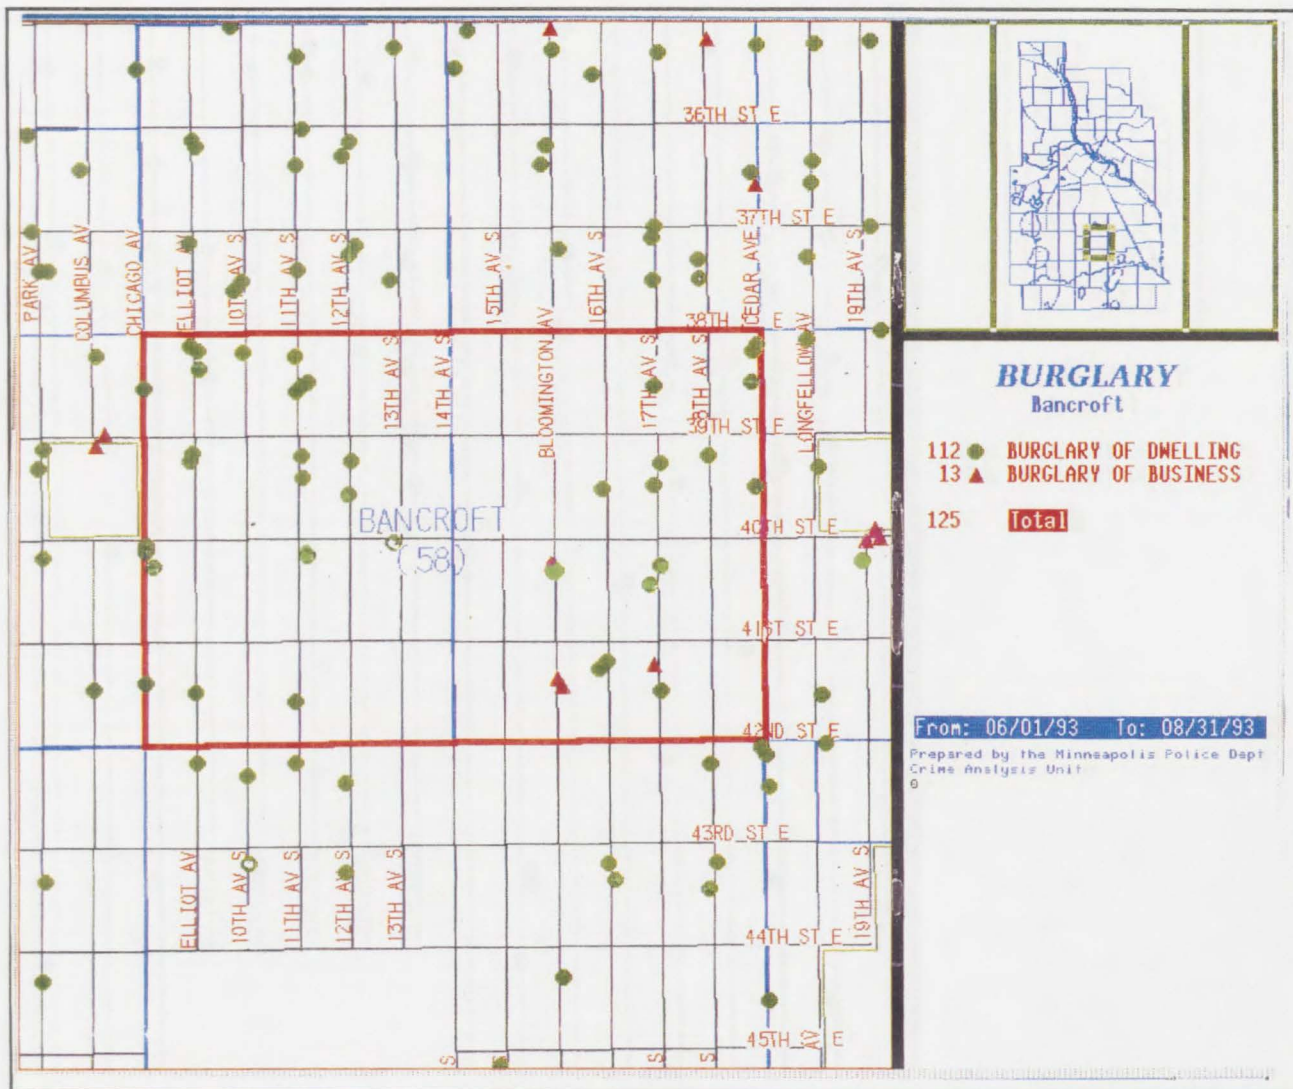 36TH ST E
37TH ST E
PARK AV
COLUMBUS AV
CHICAGO AV
ELLIOT AV
10TH AV S
11TH AV S
12TH AV S
15TH AV S
BLOOMINGTON AV
16TH AV S
CEDAR AVE
LONGFELLOW AV
19TH AV S
38TH ST E
13TH AV S
14TH AV S
17TH AV S
18TH AV S
39TH ST E
BANCROFT
(.58)
40TH ST E
41ST ST E
42ND ST E
43RD ST E
ELLIOT AV
10TH AV S
11TH AV S
12TH AV S
13TH AV S
19TH AV S
44TH ST E
45TH
E
AV
S
S
S
S
BURGLARY
Bancroft
112 BURGLARY OF DWELLING
13 BURGLARY OF BUSINESS
125 Total
From: 06/01/93 To: 08/31/93
Prepared by the Minneapolis Police Dept
Crime Analysis Unit
0